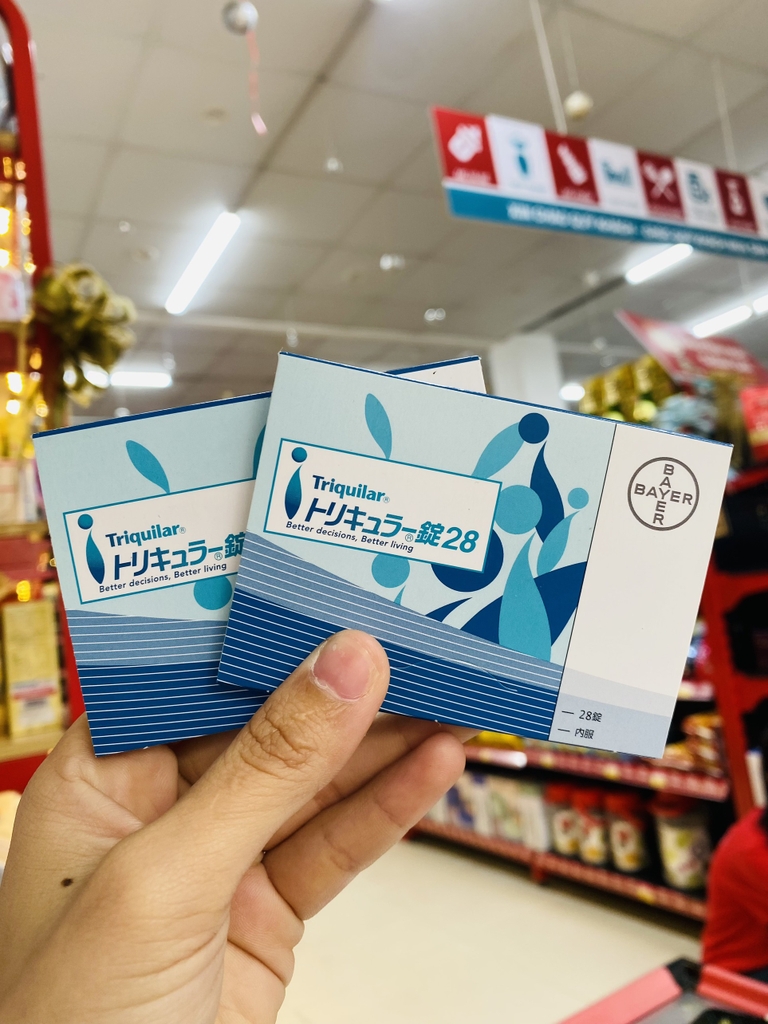 Triquilar®
トリキュラー®錠
Better decisions, Better living
Triquilar®
トリキュラー®錠28
Better decisions, Better living
BAYER
BAYER
— 28錠
— 内服